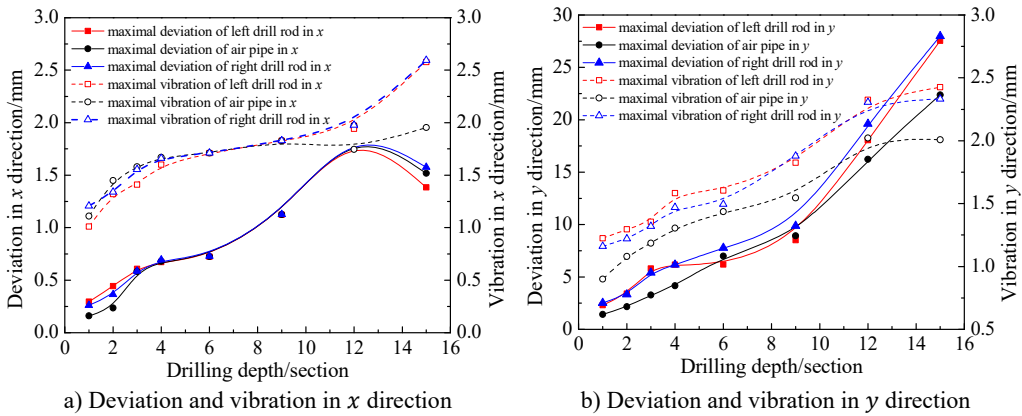 3.0
2.5
2.0
1.5
1.0
0.5
0.0
Deviation in x direction/mm
maximal deviation of left drill rod in x
maximal deviation of air pipe in x
maximal deviation of right drill rod in x
maximal vibration of left drill rod in x
maximal vibration of air pipe in x
maximal vibration of right drill rod in x
3.0
2.5
2.0
1.5
1.0
0.5
0.0
Vibration in x direction/mm
0 2 4 6 8 10 12 14 16
Drilling depth/section
a) Deviation and vibration in x direction
30
25
20
15
10
5
0
Deviation in y direction/mm
maximal deviation of left drill rod in y
maximal deviation of air pipe in y
maximal deviation of right drill rod in y
maximal vibration of left drill rod in y
maximal vibration of air pipe in y
maximal vibration of right drill rod in y
3.0
2.5
2.0
1.5
1.0
0.5
Vibration in y direction/mm
0 2 4 6 8 10 12 14 16
Drilling depth/section
b) Deviation and vibration in y direction